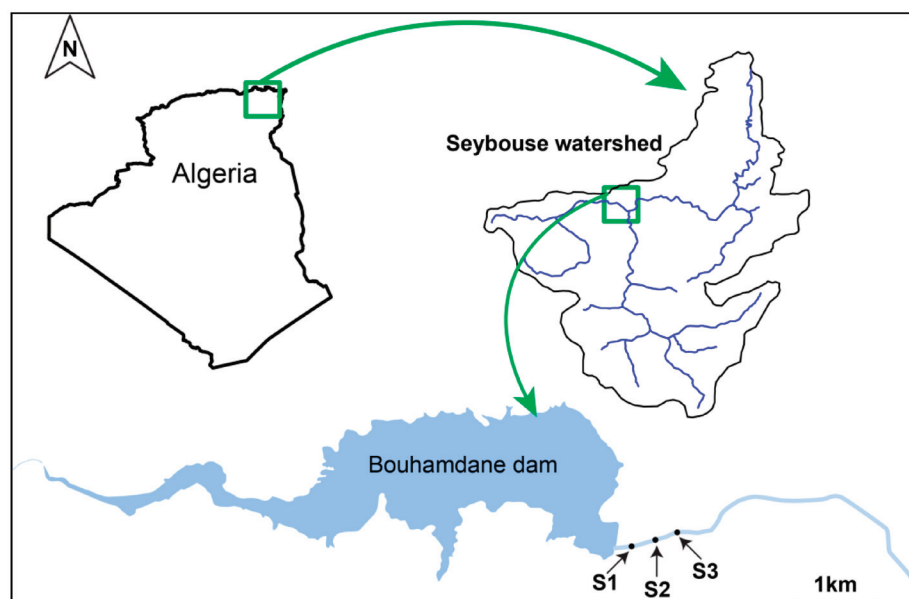 N
Algeria
Seybouse watershed
Bouhamdane dam
S1
S2
S3
1km